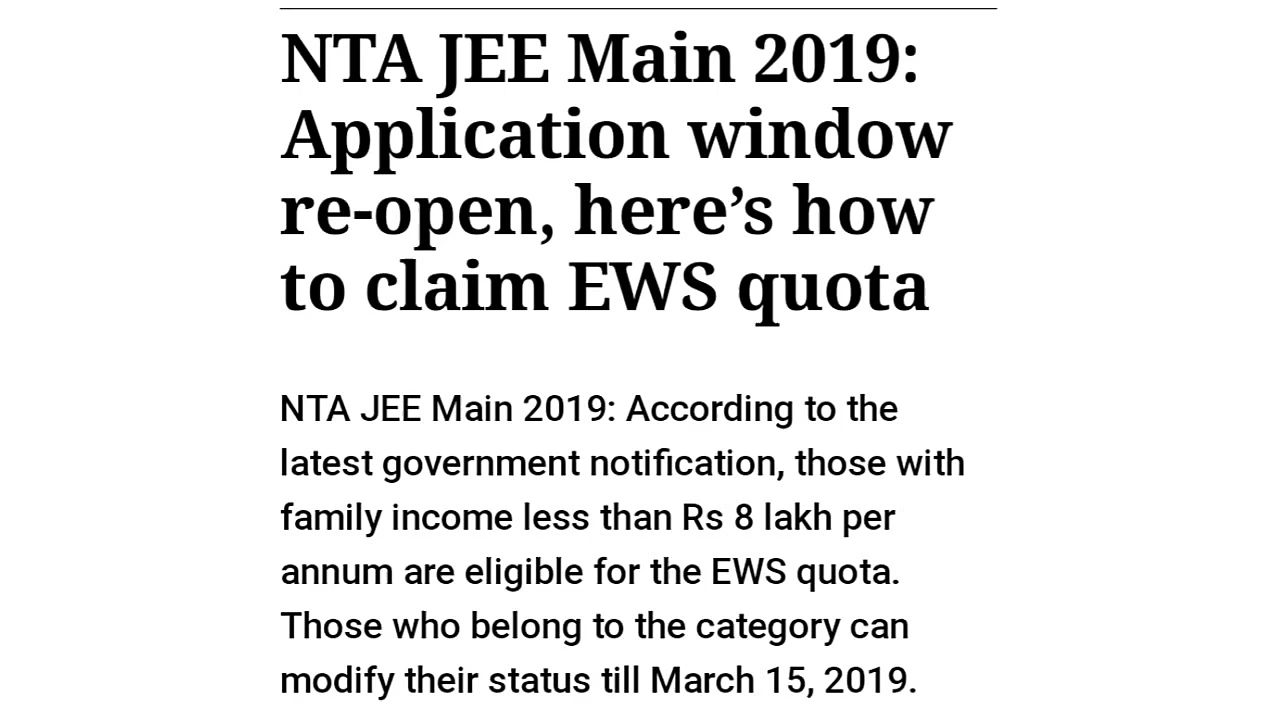 NTA JEE Main 2019:
Application window
re-open, here’s how
to claim EWS quota
NTA JEE Main 2019: According to the
latest government notification, those with
family income less than Rs 8 lakh per
annum are eligible for the EWS quota.
Those who belong to the category can
modify their status till March 15, 2019.